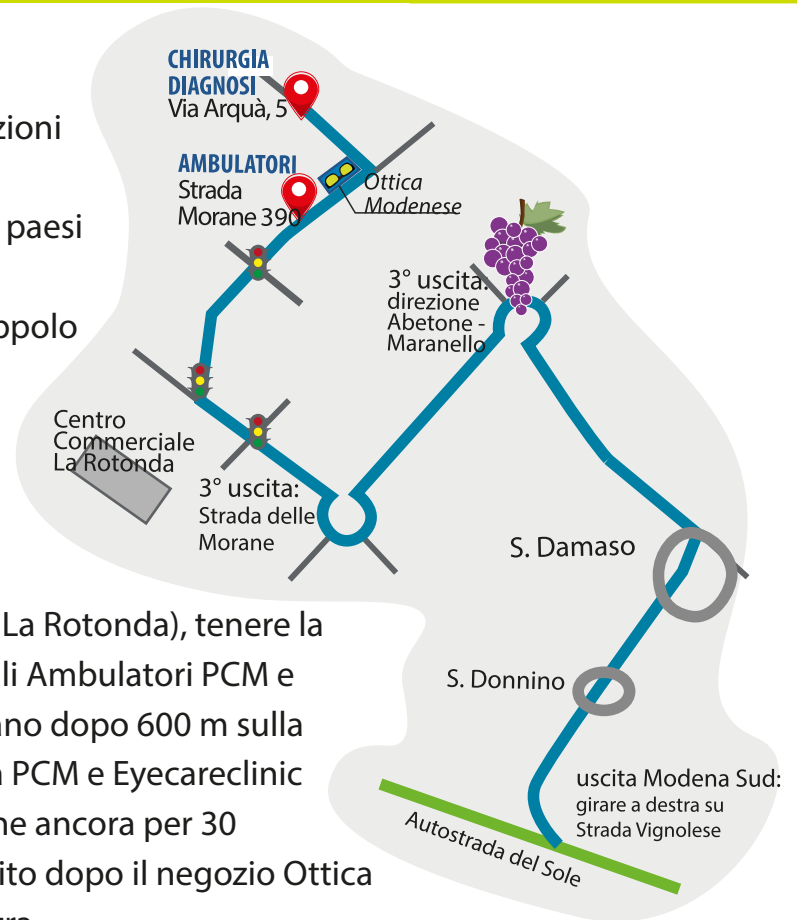 CHIRURGIA
DIAGNOSI
Via Arquà, 5
zioni
AMBULATORI
Strada
Morane 390
Ottica
Modenese
paesi
3° uscita:
direzione
Abetone -
Maranello
ppolo
Centro
Commerciale
La Rotonda
3° uscita:
Strada delle
Morane
S. Damaso
La Rotonda), tenere la
li Ambulatori PCM e
S. Donnino
ano dopo 600 m sulla
PCM e Eyecareclinic
uscita Modena Sud:
girare a destra su
Strada Vignolese
ne ancora per 30
Autostrada del Sole
ito dopo il negozio Ottica